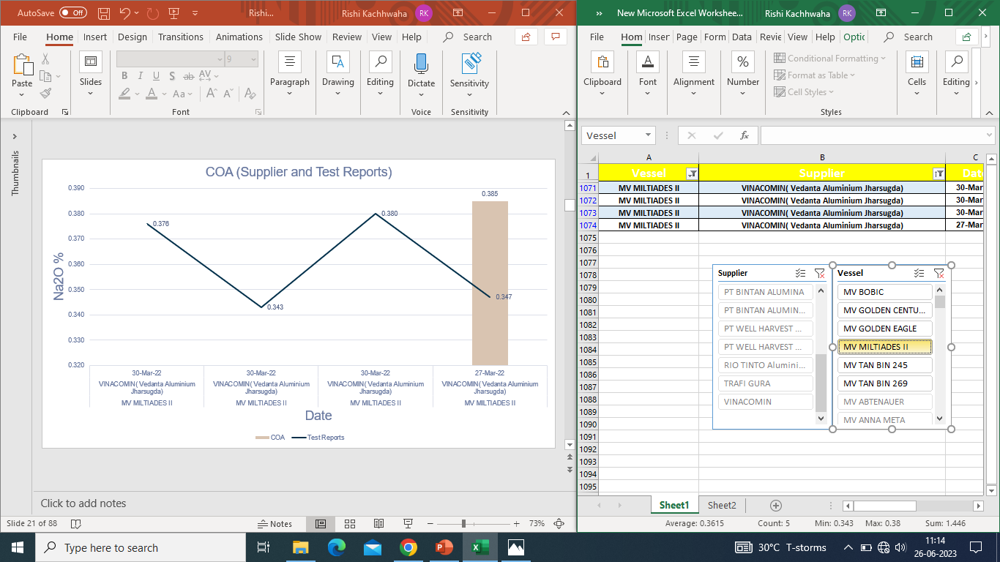 AutoSave Off Rishi... Rishi Kachhwaha RK
File Home Insert Design Transitions Animations Slide Show Review View Help Search
Paste Slides 9 Paragraph Drawing Editing Dictate Sensitivity
B I U S ab AV
A Aa A A A
Clipboard Font Voice Sensitivity
Thumbnails
COA (Supplier and Test Reports)
Na2O %
0.390
0.380
0.370
0.360
0.350
0.340
0.330
0.320
0.376
0.343
0.380
0.385
0.347
30-Mar-22 30-Mar-22 30-Mar-22 27-Mar-22
VINACOMIN( Vedanta Aluminium VINACOMIN( Vedanta Aluminium VINACOMIN( Vedanta Aluminium VINACOMIN( Vedanta Aluminium
Jharsugda) Jharsugda) Jharsugda) Jharsugda)
MV MILTIADES II MV MILTIADES II MV MILTIADES II MV MILTIADES II
Date
COA Test Reports
Click to add notes
Slide 21 of 88 Notes 73%
New Microsoft Excel Workshee... Rishi Kachhwaha RK
File Hom Inser Page Form Data Revie View Help Optic Search
Clipboard Font Alignment Number Cells Editing
Conditional Formatting
Format as Table
Cell Styles
Styles
Vessel fx
A B C
1 Vessel Supplier Date
1071 MV MILTIADES II VINACOMIN( Vedanta Aluminium Jharsugda) 30-Mar
1072 MV MILTIADES II VINACOMIN( Vedanta Aluminium Jharsugda) 30-Mar
1073 MV MILTIADES II VINACOMIN( Vedanta Aluminium Jharsugda) 30-Mar
1074 MV MILTIADES II VINACOMIN( Vedanta Aluminium Jharsugda) 27-Mar
1075
1076
1077
1078
1079
1080
1081
1082
1083
1084
1085
1086
1087
1088
1089
1090
1091
1092
1093
1094
1095
Supplier
PT BINTAN ALUMINA
PT BINTAN ALUMIN...
PT WELL HARVEST ...
PT WELL HARVEST ...
RIO TINTO Alumini...
TRAFI GURA
VINACOMIN
Vessel
MV BOBIC
MV GOLDEN CENTU...
MV GOLDEN EAGLE
MV MILTIADES II
MV TAN BIN 245
MV TAN BIN 269
MV ABTENAUER
MV ANNA META
Sheet1 Sheet2
Average: 0.3615 Count: 5 Min: 0.343 Max: 0.38 Sum: 1.446
Type here to search
30°C T-storms
11:14
26-06-2023